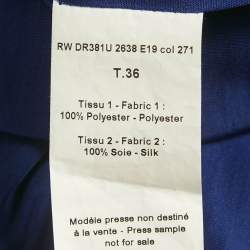 RW DR381U 2638 E19 col 271
T.36
Tissu 1 - Fabric 1 :
100% Polyester - Polyester
Tissu 2 - Fabric 2 :
100% Soie - Silk
Modèle presse non destiné
à la vente - Press sample
not for sale